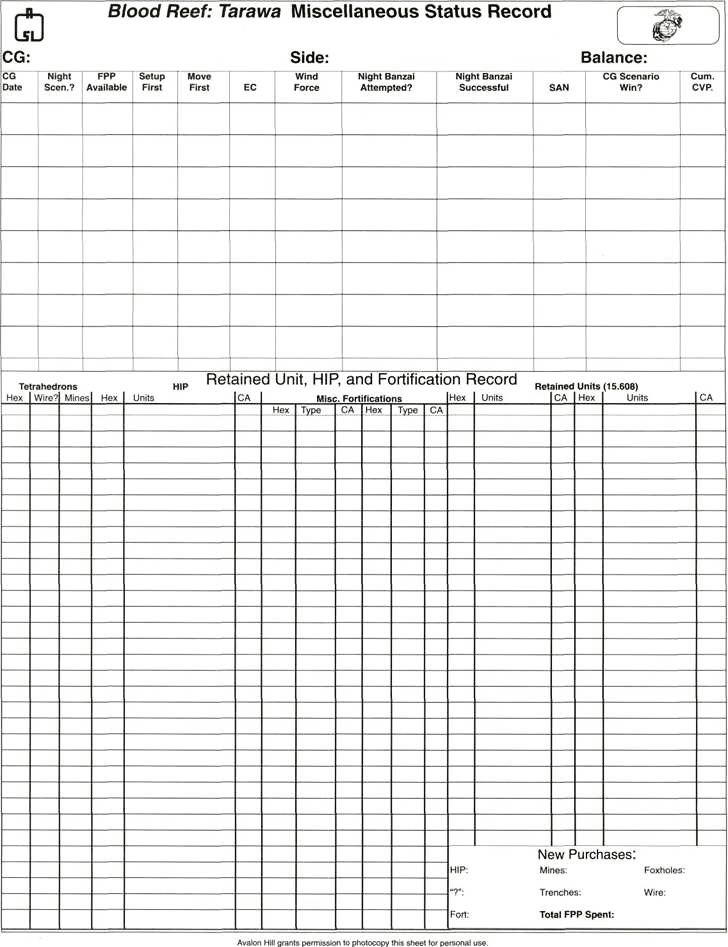 A
SL
Blood Reef: Tarawa Miscellaneous Status Record
CG: Side: Balance:
CG Date Night Scen.? FPP Available Setup First Move First EC Wind Force Night Banzai Attempted? Night Banzai Successful SAN CG Scenario Win? Cum. CVP.
Retained Unit, HIP, and Fortification Record
Tetrahedrons HIP Retained Units (15.608)
Hex Wire? Mines Hex Units CA Misc. Fortifications Hex Units CA Hex Units CA
Hex Type CA Hex Type CA
New Purchases:
HIP: Mines: Foxholes:
"?": Trenches: Wire:
Fort: Total FPP Spent:
Avalon Hill grants permission to photocopy this sheet for personal use.